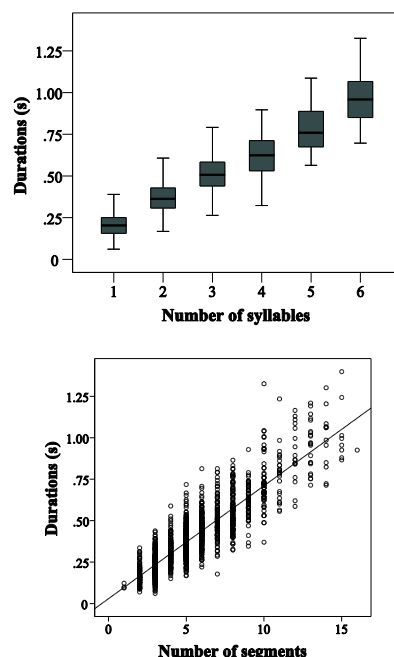 1.25
1.00
.75
.50
.25
0
Durations (s)
1 2 3 4 5 6
Number of syllables
1.25
1.00
.75
.50
.25
0
Durations (s)
0 5 10 15
Number of segments